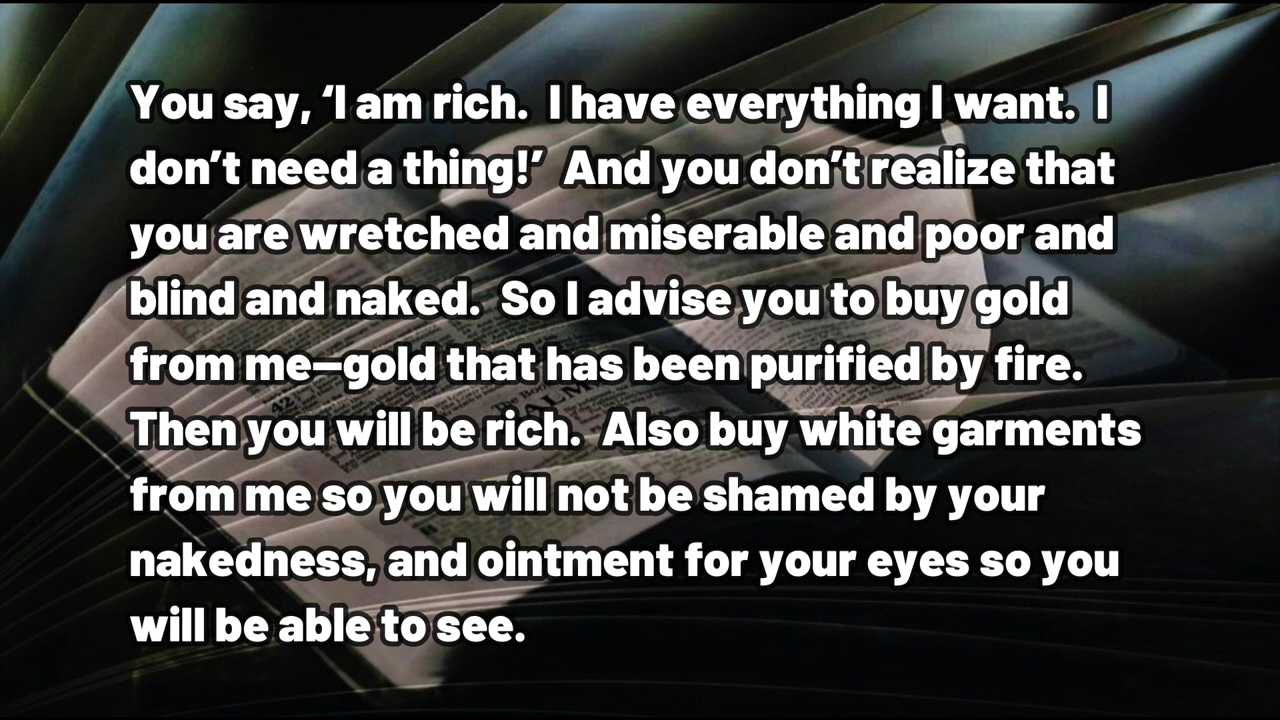 You say, ‘I am rich.  I have everything I want.  I
don’t need a thing!’  And you don’t realize that
you are wretched and miserable and poor and
blind and naked.  So I advise you to buy gold
from me—gold that has been purified by fire.
Then you will be rich.  Also buy white garments
from me so you will not be shamed by your
nakedness, and ointment for your eyes so you
will be able to see.